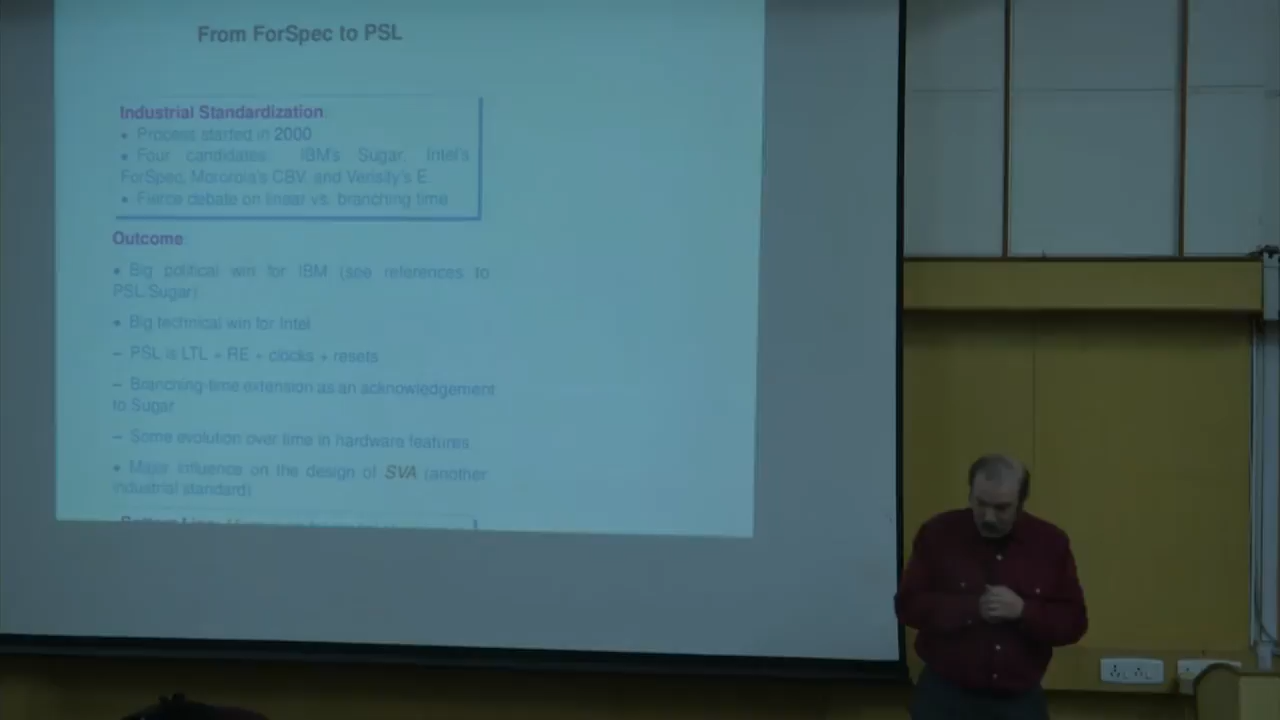 From ForSpec to PSL
Industrial Standardization:
• Process started in 2000
• Four candidates: IBM's Sugar, Intel's
ForSpec, Mororola's CBV, and Verisity's E
• Fierce debate on linear vs. branching time
Outcome:
• Big political win for IBM (see references to
PSL/Sugar)
• Big technical win for Intel
– PSL is LTL + RE + clocks + resets
– Branching-time extension as an acknowledgement
to Sugar
– Some evolution over time in hardware features
• Major influence on the design of SVA (another
industrial standard)